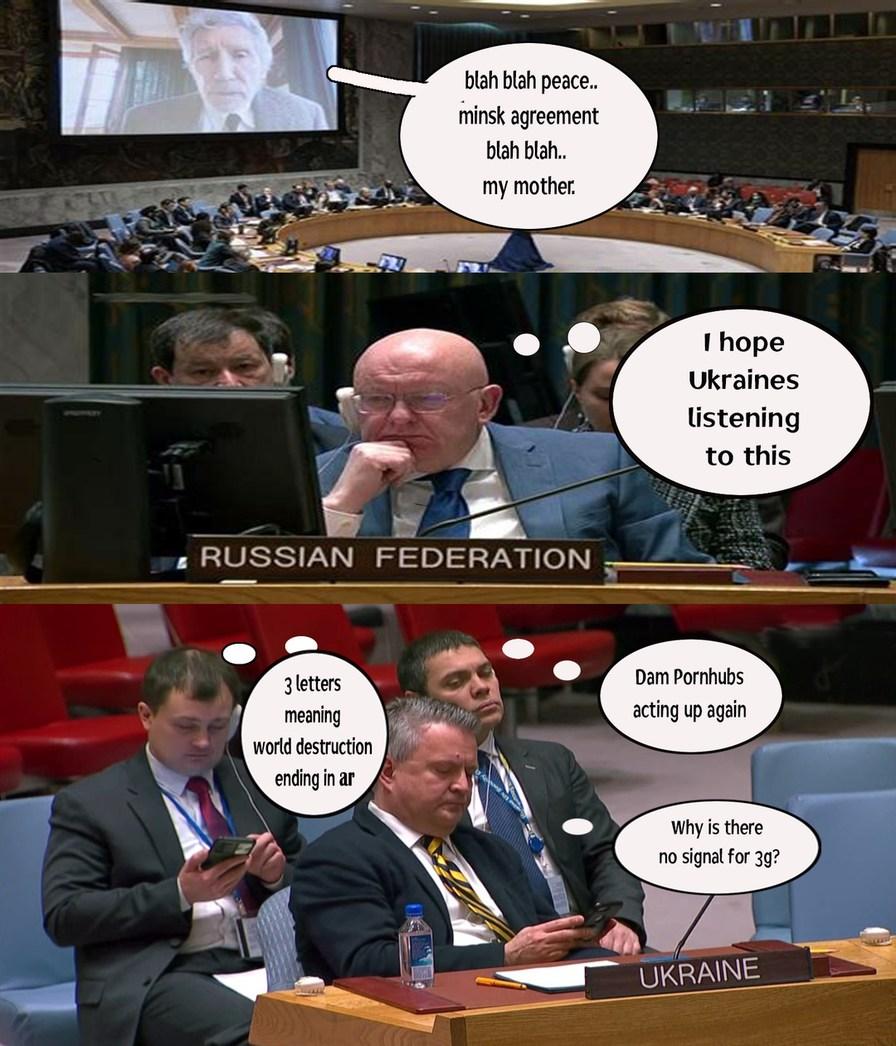 blah blah peace..
minsk agreement
blah blah..
my mother.
I hope
Ukraines
listening
to this
RUSSIAN FEDERATION
3 letters
meaning
world destruction
ending in ar
Dam Pornhubs
acting up again
Why is there
no signal for 3g?
UKRAINE